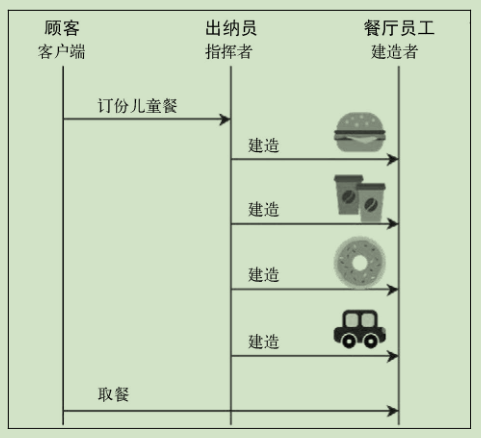 顾客 出纳员 餐厅员工
客户端 指挥者 建造者
订份儿童餐
建造
建造
建造
建造
取餐